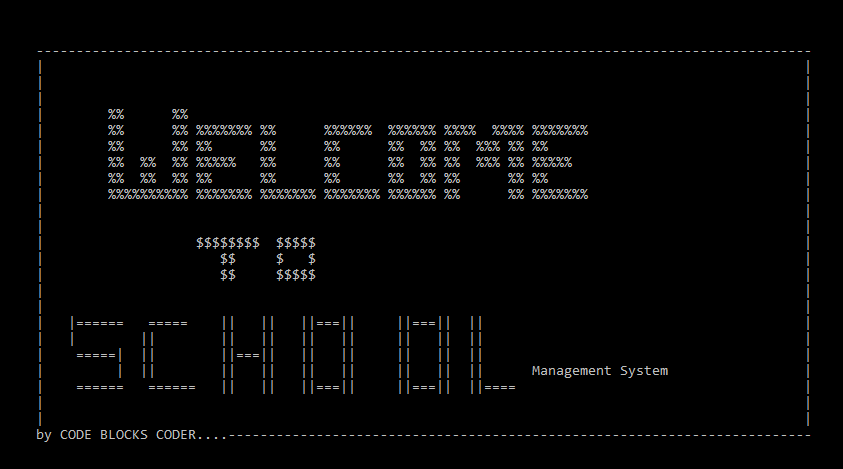 WELCOME
TO
SCHOOL
Management System
by CODE BLOCKS CODER....